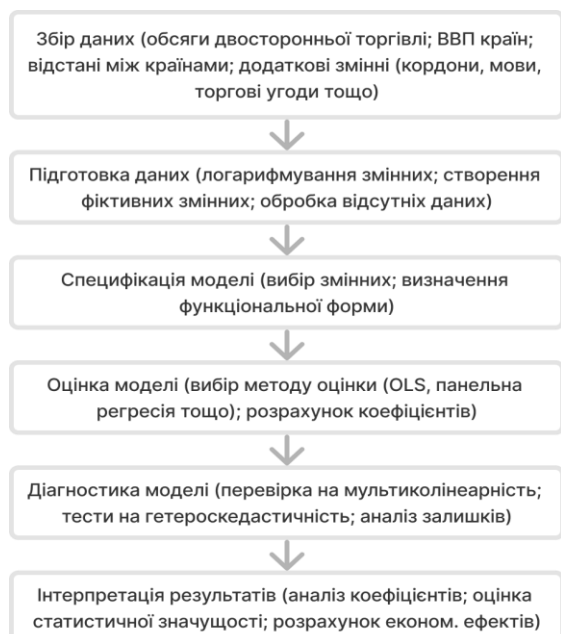 Збір даних (обсяги двосторонньої торгівлі; ВВП країн;
відстані між країнами; додаткові змінні (кордони, мови,
торгові угоди тощо)
Підготовка даних (логарифмування змінних; створення
фіктивних змінних; обробка відсутніх даних)
Специфікація моделі (вибір змінних; визначення
функціональної форми)
Оцінка моделі (вибір методу оцінки (OLS, панельна
регресія тощо); розрахунок коефіцієнтів)
Діагностика моделі (перевірка на мультиколінеарність;
тести на гетероскедастичність; аналіз залишків)
Інтерпретація результатів (аналіз коефіцієнтів; оцінка
статистичної значущості; розрахунок економ. ефектів)